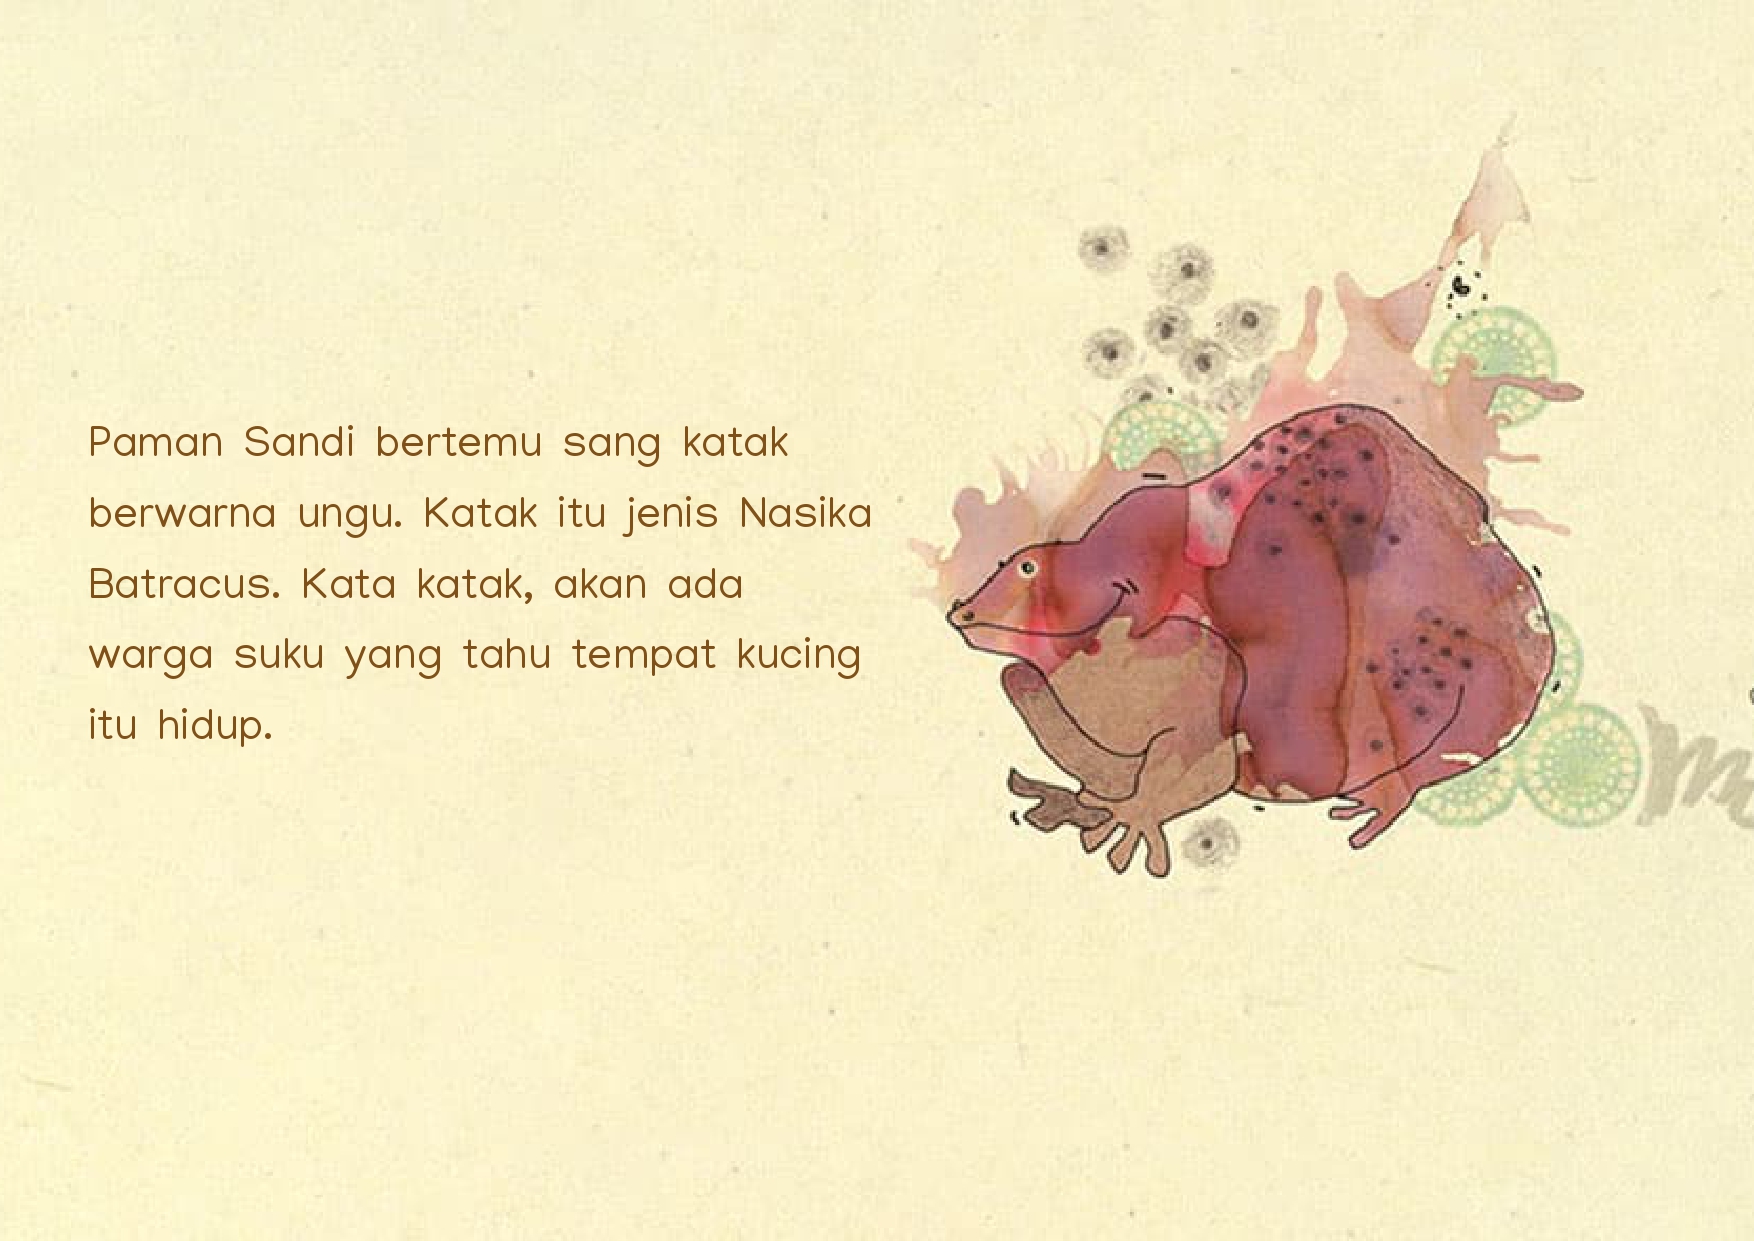 Paman Sandi bertemu sang katak
berwarna ungu. Katak itu jenis Nasika
Batracus. Kata katak, akan ada
warga suku yang tahu tempat kucing
itu hidup.